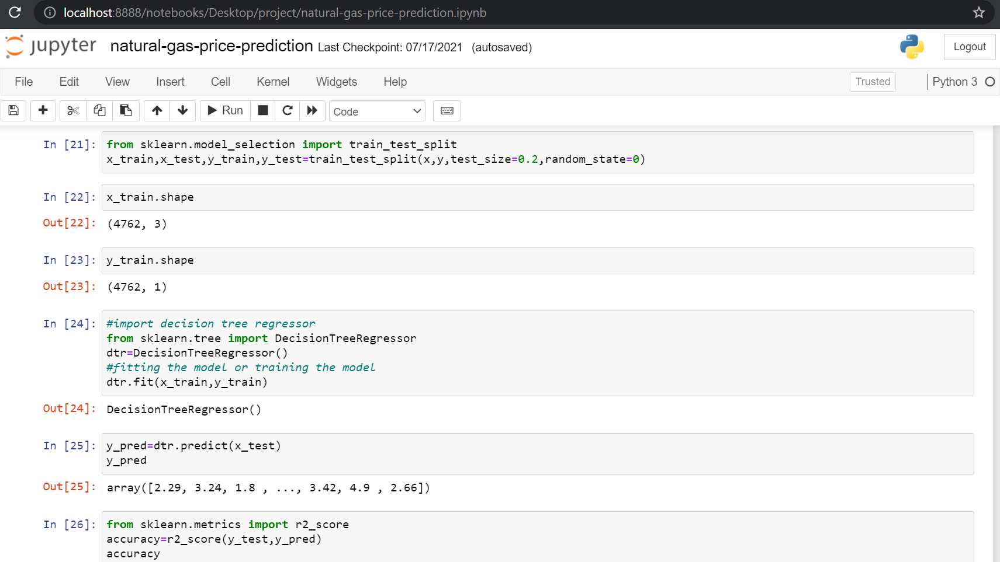 localhost:8888/notebooks/Desktop/project/natural-gas-price-prediction.ipynb
jupyter natural-gas-price-prediction Last Checkpoint: 07/17/2021 (autosaved) Logout
File Edit View Insert Cell Kernel Widgets Help Trusted Python 3
Run Code
In [21]: from sklearn.model_selection import train_test_split
x_train,x_test,y_train,y_test=train_test_split(x,y,test_size=0.2,random_state=0)
In [22]: x_train.shape
Out[22]: (4762, 3)
In [23]: y_train.shape
Out[23]: (4762, 1)
In [24]: #import decision tree regressor
from sklearn.tree import DecisionTreeRegressor
dtr=DecisionTreeRegressor()
#fitting the model or training the model
dtr.fit(x_train,y_train)
Out[24]: DecisionTreeRegressor()
In [25]: y_pred=dtr.predict(x_test)
y_pred
Out[25]: array([2.29, 3.24, 1.8 , ..., 3.42, 4.9 , 2.66])
In [26]: from sklearn.metrics import r2_score
accuracy=r2_score(y_test,y_pred)
accuracy